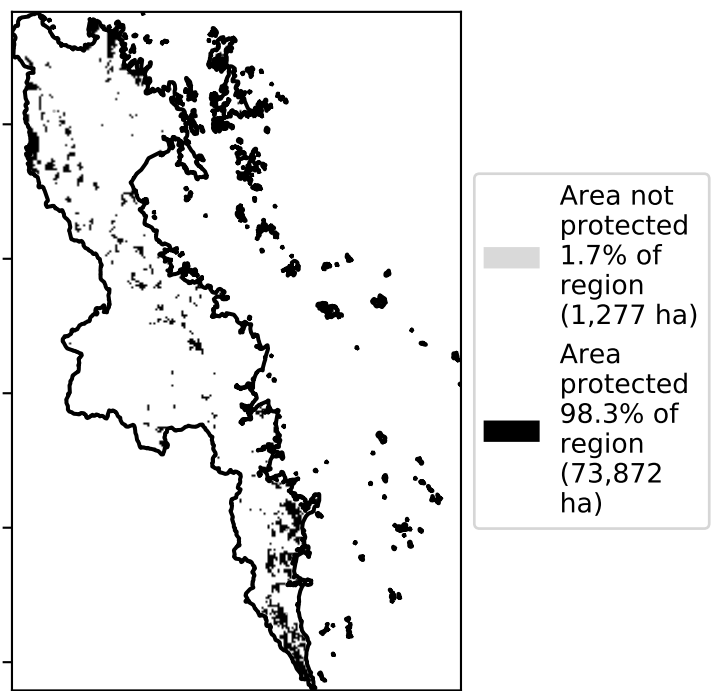 Area not
protected
1.7% of
region
(1,277 ha)
Area
protected
98.3% of
region
(73,872
ha)